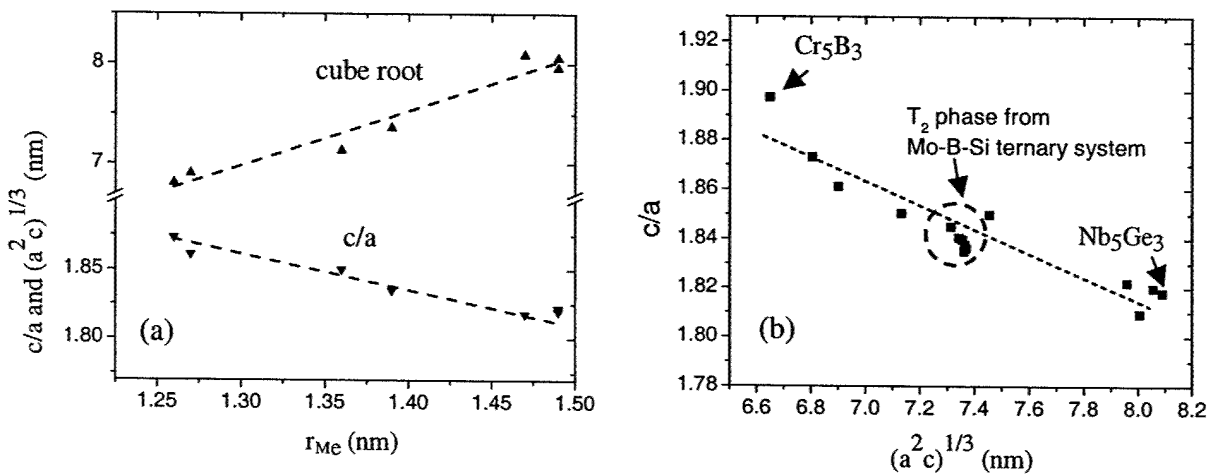 8
7
1.85
1.80
c/a and (a²c)^1/3 (nm)
cube root
c/a
(a)
1.25 1.30 1.35 1.40 1.45 1.50
r_Me (nm)
1.92
1.90
1.88
1.86
1.84
1.82
1.80
1.78
c/a
Cr₅B₃
T₂ phase from
Mo-B-Si ternary system
Nb₅Ge₃
(b)
6.6 6.8 7.0 7.2 7.4 7.6 7.8 8.0 8.2
(a²c)^1/3 (nm)